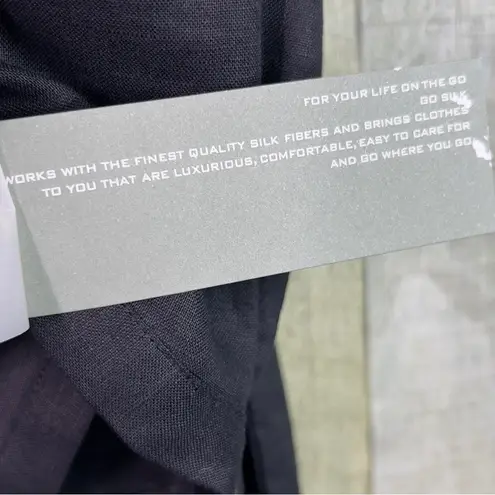 FOR YOUR LIFE ON THE GO
GO SILK
WORKS WITH THE FINEST QUALITY SILK FIBERS AND BRINGS CLOTHES
TO YOU THAT ARE LUXURIOUS, COMFORTABLE, EASY TO CARE FOR
AND GO WHERE YOU GO